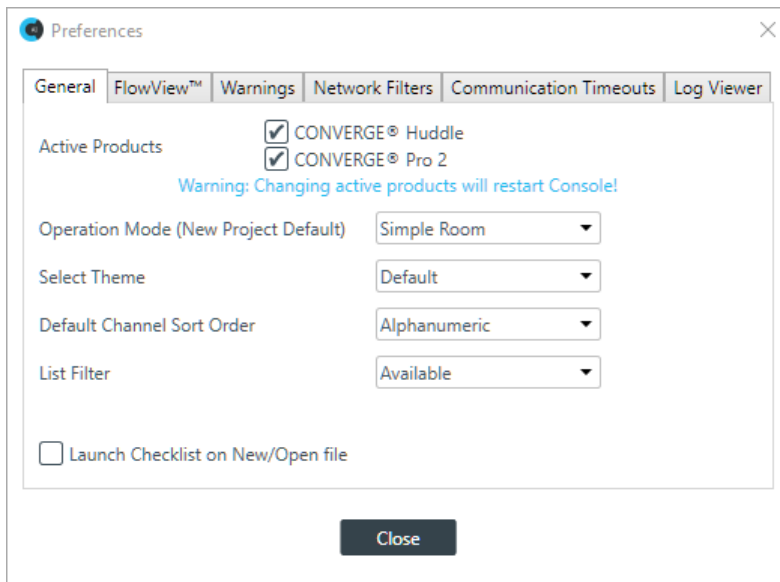 Preferences
General FlowView™ Warnings Network Filters Communication Timeouts Log Viewer
Active Products
CONVERGE® Huddle
CONVERGE® Pro 2
Warning: Changing active products will restart Console!
Operation Mode (New Project Default) Simple Room
Select Theme Default
Default Channel Sort Order Alphanumeric
List Filter Available
Launch Checklist on New/Open file
Close